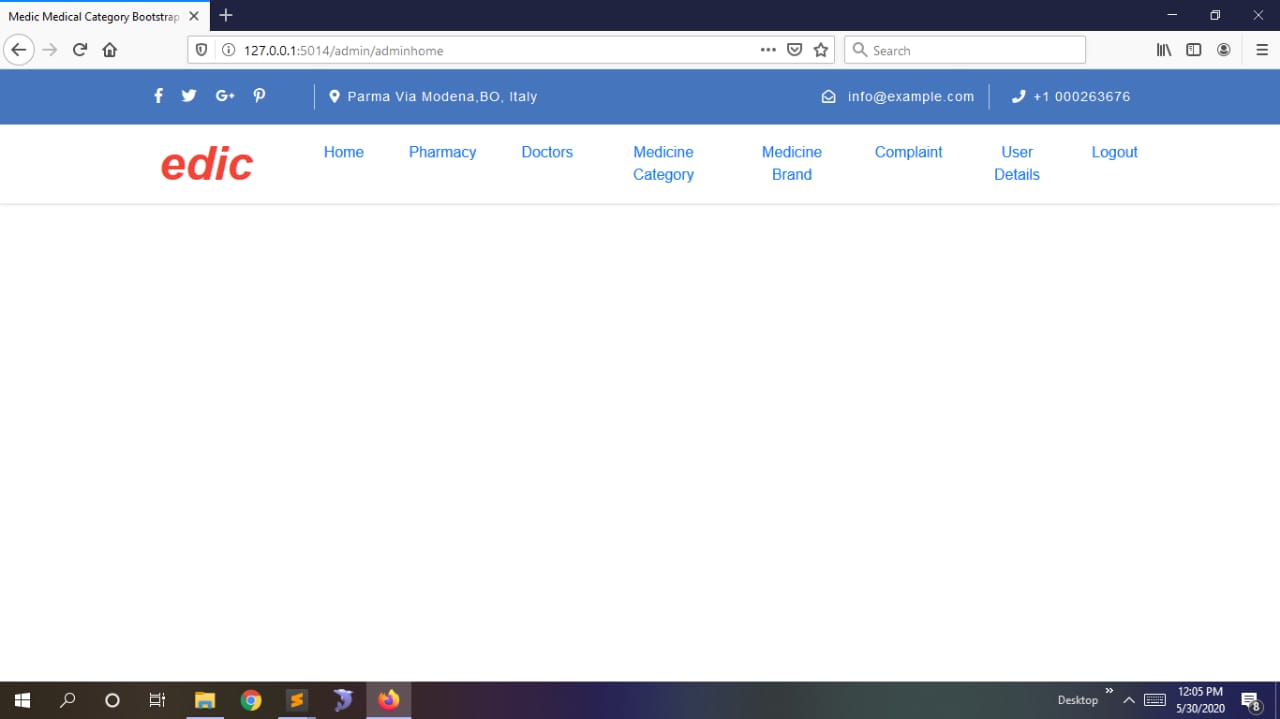 Medic Medical Category Bootstrap
127.0.0.1:5014/admin/adminhome
Search
Parma Via Modena,BO, Italy
info@example.com
+1 000263676
edic
Home
Pharmacy
Doctors
Medicine Category
Medicine Brand
Complaint
User Details
Logout
Desktop
12:05 PM
5/30/2020
8